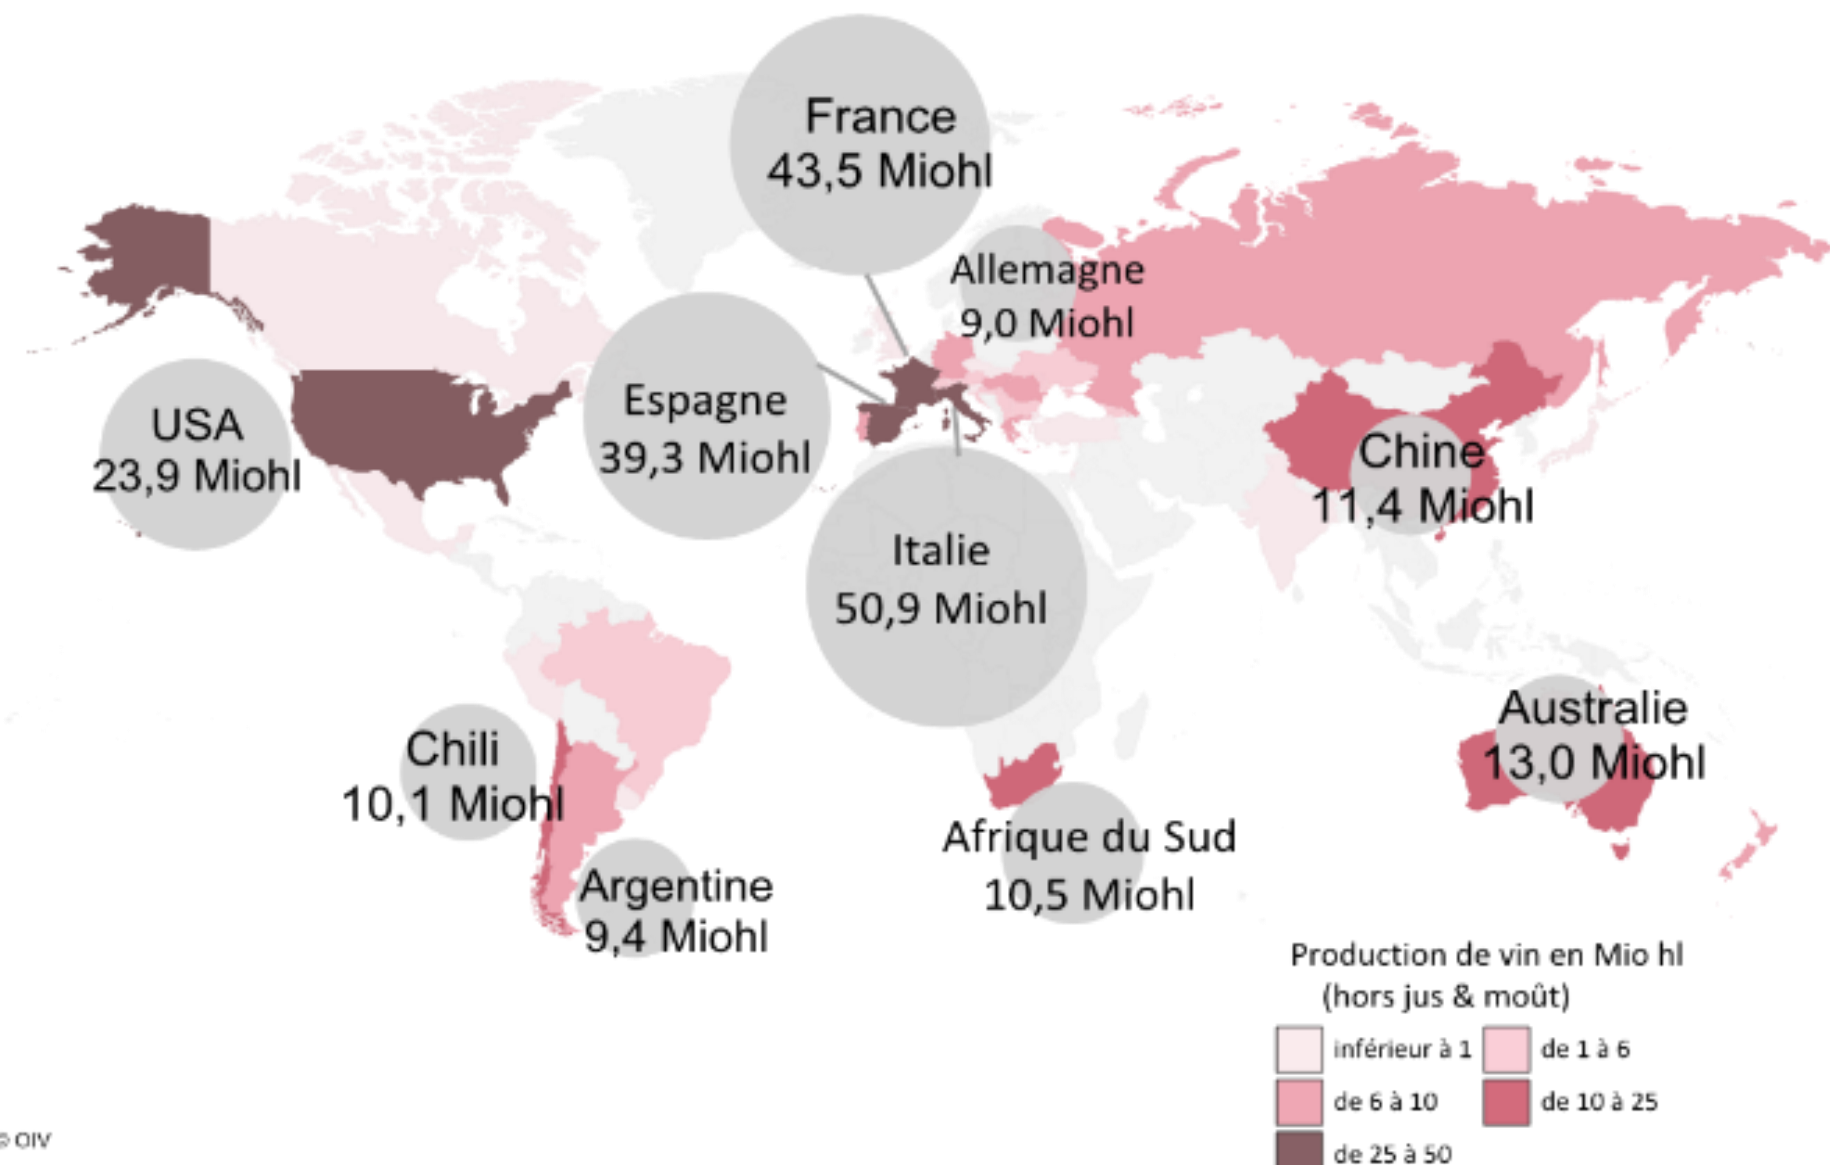 France
43,5 Miohl
Allemagne
9,0 Miohl
Espagne
39,3 Miohl
USA
23,9 Miohl
Chine
11,4 Miohl
Italie
50,9 Miohl
Australie
13,0 Miohl
Chili
10,1 Miohl
Afrique du Sud
10,5 Miohl
Argentine
9,4 Miohl
Production de vin en Mio hl
(hors jus & moût)
inférieur à 1
de 1 à 6
de 6 à 10
de 10 à 25
de 25 à 50
© OIV